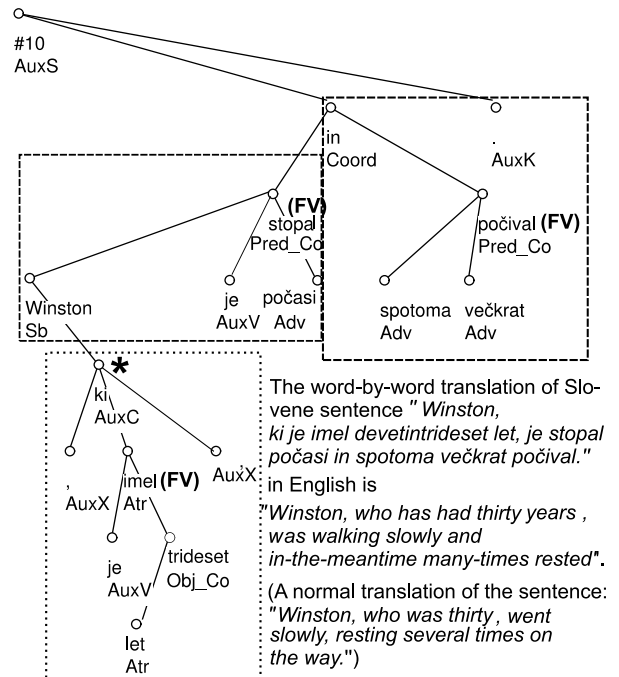 #10
AuxS
in
Coord
.
AuxK
(FV)
stopal
Pred_Co
počival (FV)
Pred_Co
Winston
Sb
je
AuxV
počasi
Adv
spotoma
Adv
večkrat
Adv
*
ki
AuxC
,
AuxX
imel (FV)
Atr
,
AuxX
je
AuxV
trideset
Obj_Co
let
Atr
The word-by-word translation of Slo-
vene sentence " Winston,
ki je imel devetintrideset let, je stopal
počasi in spotoma večkrat počival."
in English is
"Winston, who has had thirty years ,
was walking slowly and
in-the-meantime many-times rested".
(A normal translation of the sentence:
"Winston, who was thirty , went
slowly, resting several times on
the way.")